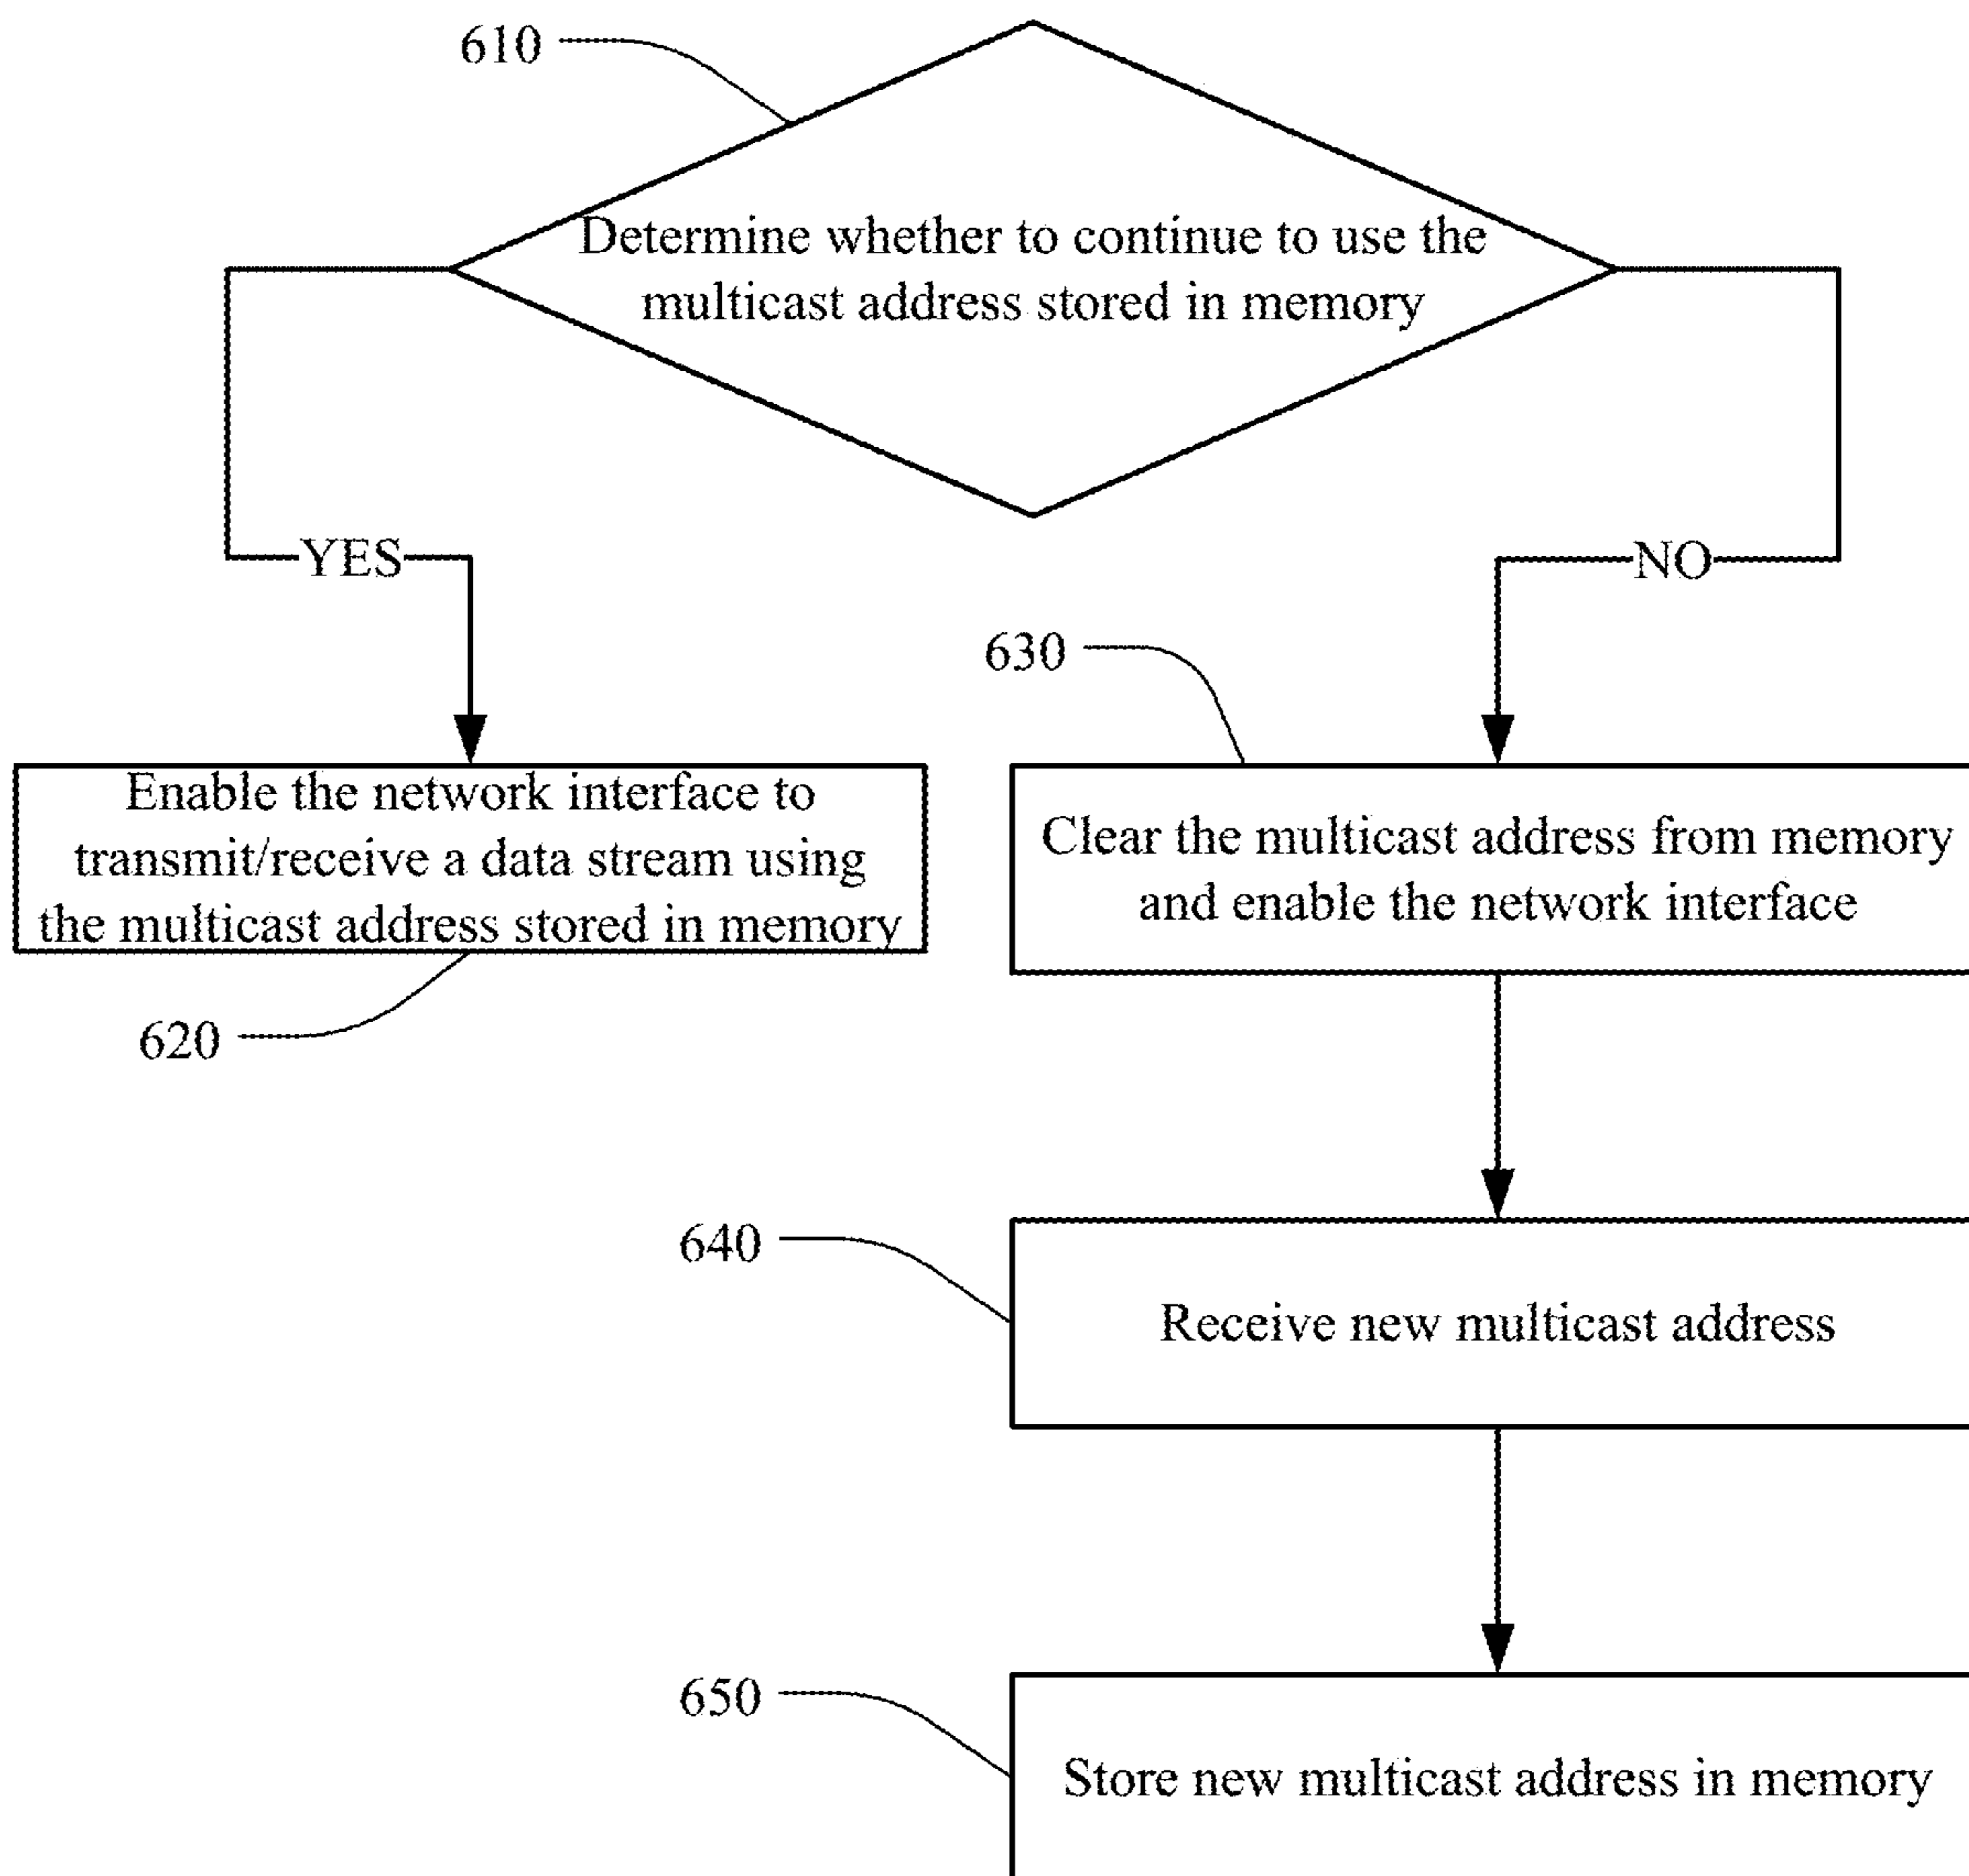 610
Determine whether to continue to use the
multicast address stored in memory
YES
NO
630
Enable the network interface to
transmit/receive a data stream using
the multicast address stored in memory
Clear the multicast address from memory
and enable the network interface
620
640
Receive new multicast address
650
Store new multicast address in memory